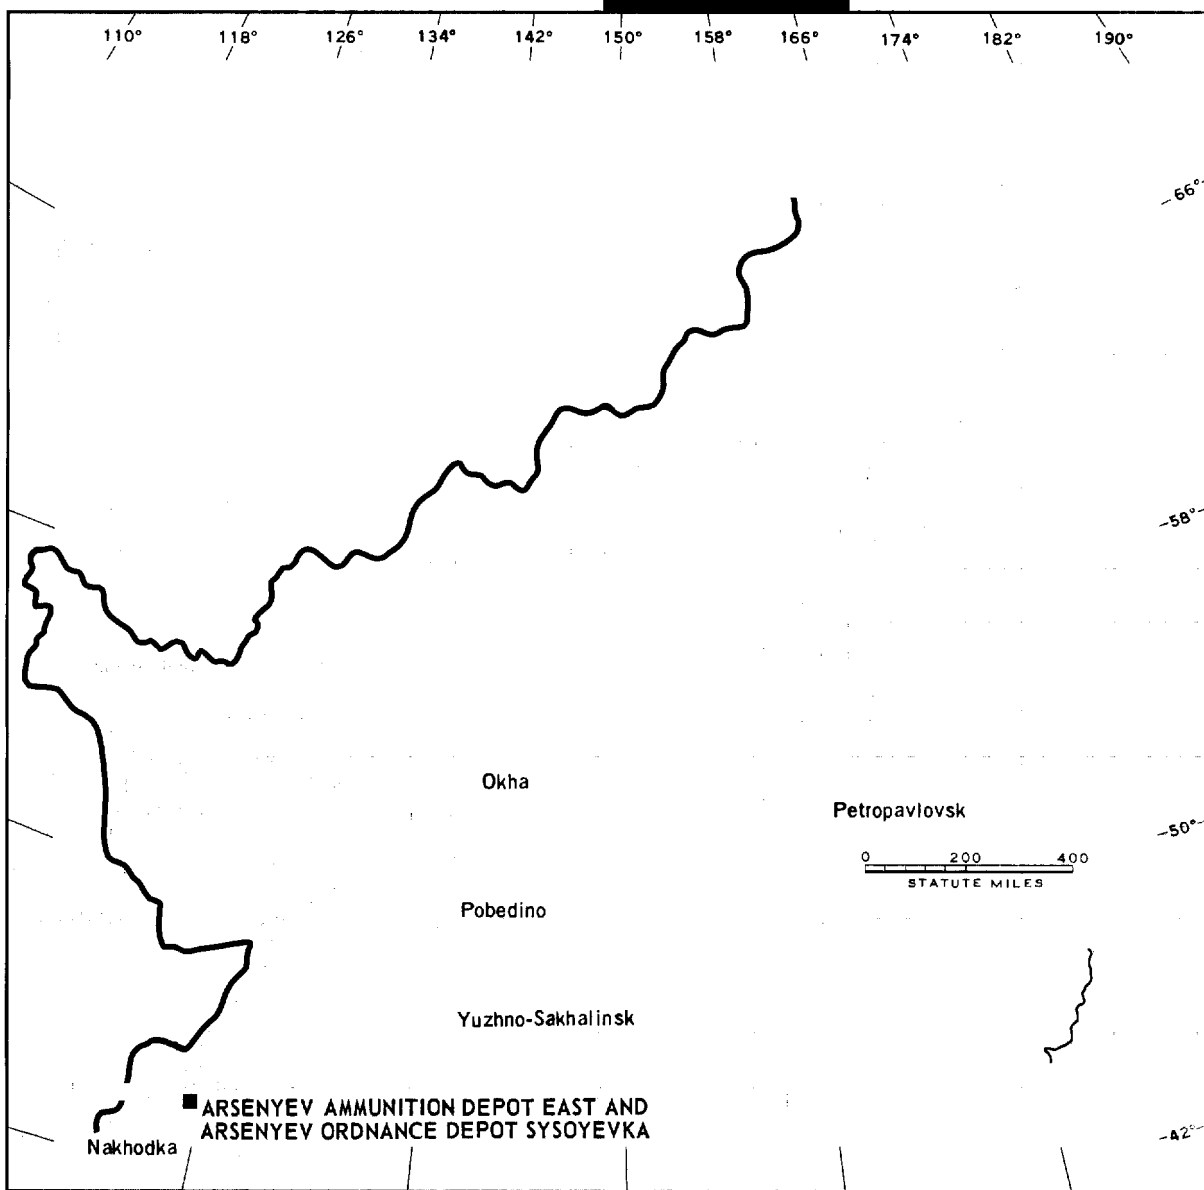 110° 118° 126° 134° 142° 150° 158° 166° 174° 182° 190°
66°
58°
Okha
Petropavlovsk
50°
0 200 400
STATUTE MILES
Pobedino
Yuzhno-Sakhalinsk
ARSENYEV AMMUNITION DEPOT EAST AND
ARSENYEV ORDNANCE DEPOT SYSOYEVKA
42°
Nakhodka